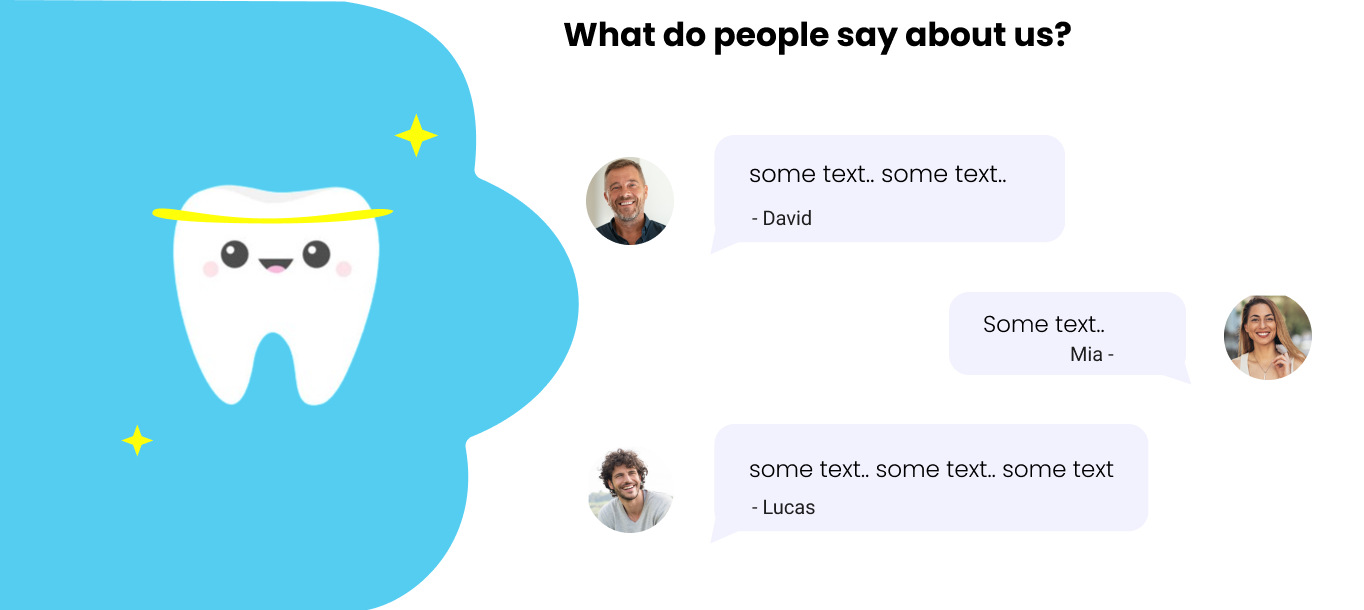 What do people say about us?
some text.. some text..
- David
Some text..
Mia -
some text.. some text.. some text
- Lucas